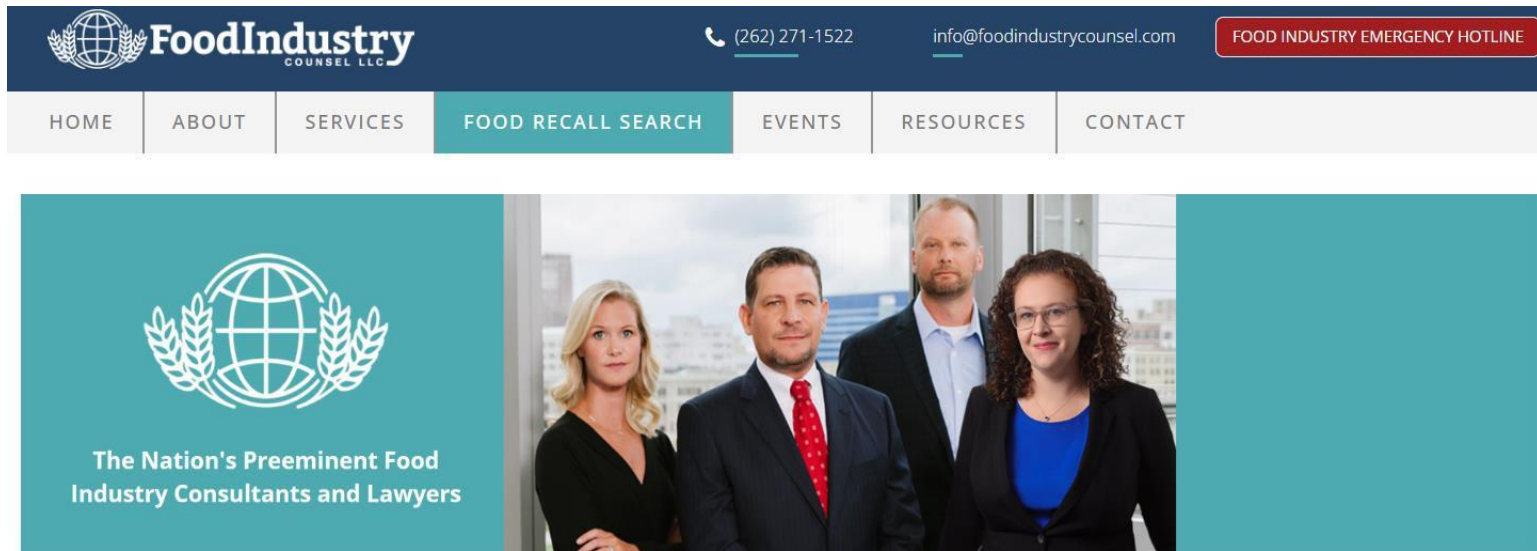 FoodIndustry
COUNSEL LLC
(262) 271-1522
info@foodindustrycounsel.com
FOOD INDUSTRY EMERGENCY HOTLINE
HOME
ABOUT
SERVICES
FOOD RECALL SEARCH
EVENTS
RESOURCES
CONTACT
The Nation's Preeminent Food
Industry Consultants and Lawyers